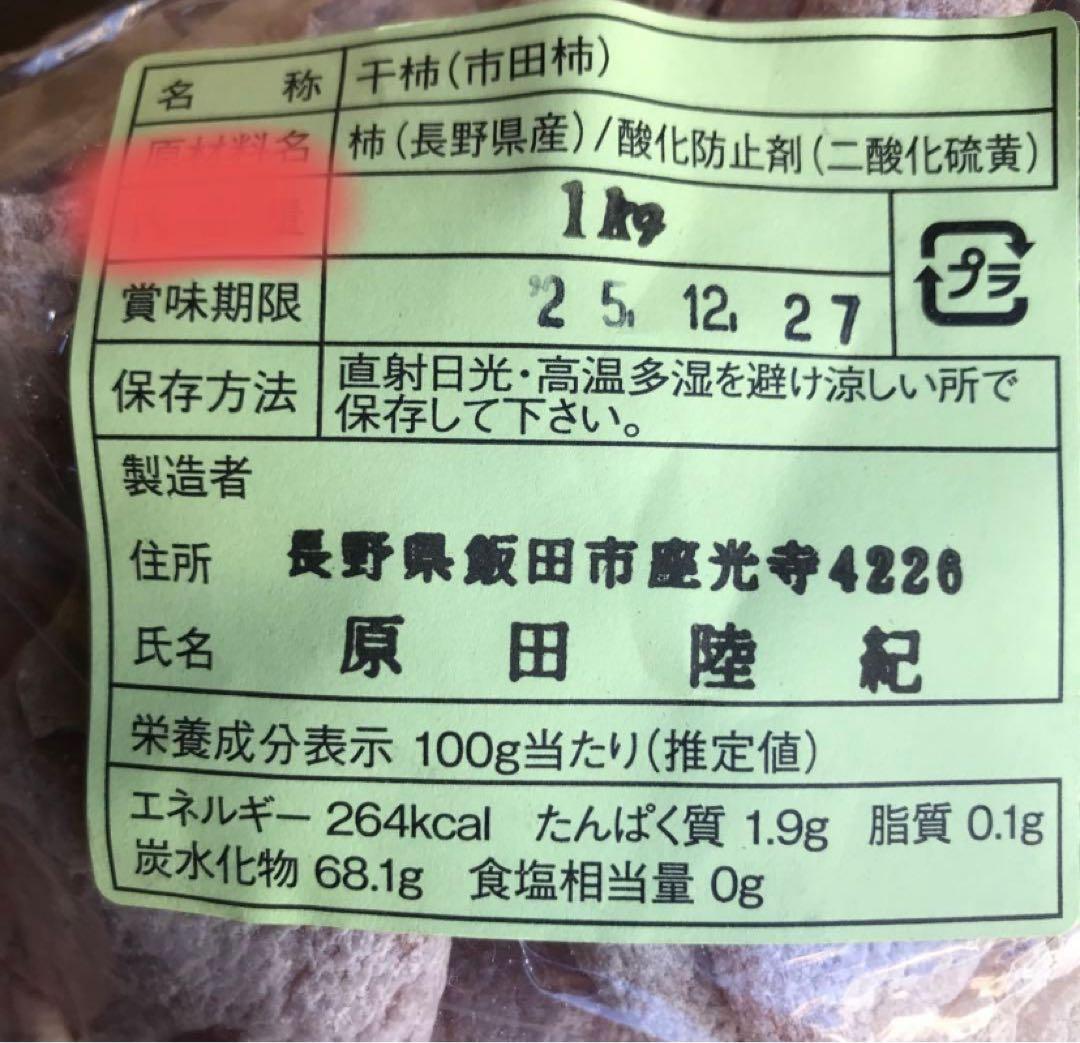 名称 干柿(市田柿)
原材料名 柿(長野県産)/酸化防止剤(二酸化硫黄)
量 1kg
賞味期限 25. 12. 27
プラ
保存方法 直射日光・高温多湿を避け涼しい所で
保存して下さい。
製造者
住所 長野県飯田市座光寺4226
氏名 原田陸紀
栄養成分表示 100g当たり(推定値)
エネルギー 264kcal たんぱく質 1.9g 脂質 0.1g
炭水化物 68.1g 食塩相当量 0g